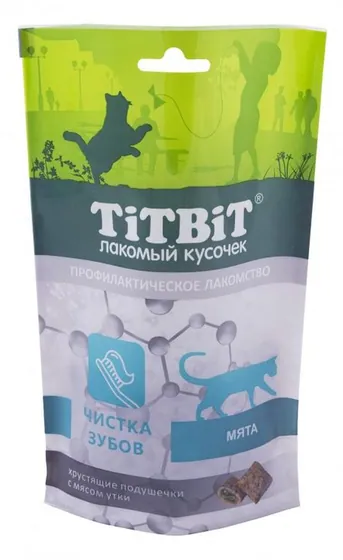 TiTBiT®
лакомый кусочек
ПРОФИЛАКТИЧЕСКОЕ ЛАКОМСТВО
ЧИСТКА
ЗУБОВ
МЯТА
хрустящие подушечки
с мясом утки